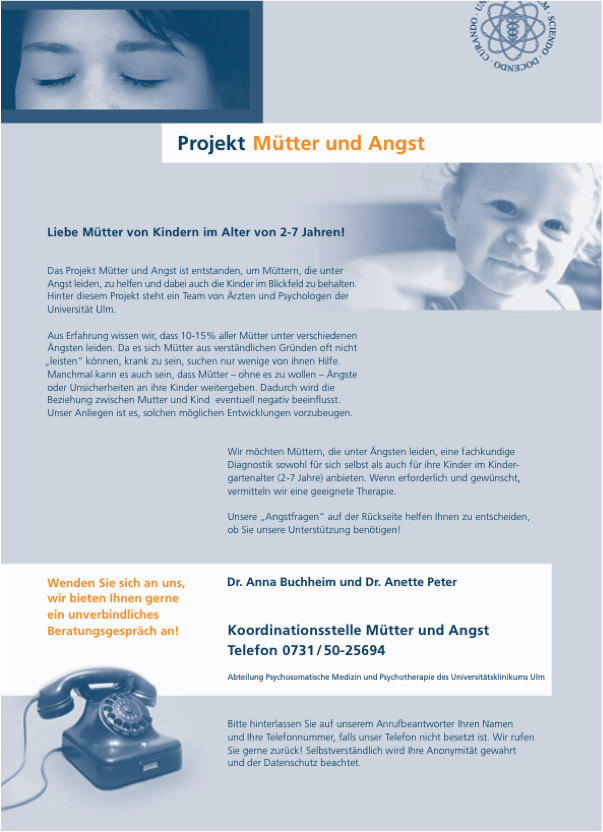 CURANDO · UN
M · SCIENDO · DOCENDO ·
Projekt Mütter und Angst
Liebe Mütter von Kindern im Alter von 2-7 Jahren!
Das Projekt Mütter und Angst ist entstanden, um Müttern, die unter
Angst leiden, zu helfen und dabei auch die Kinder im Blickfeld zu behalten.
Hinter diesem Projekt steht ein Team von Ärzten und Psychologen der
Universität Ulm.
Aus Erfahrung wissen wir, dass 10-15% aller Mütter unter verschiedenen
Ängsten leiden. Da es sich Mütter aus verständlichen Gründen oft nicht
„leisten“ können, krank zu sein, suchen nur wenige von ihnen Hilfe.
Manchmal kann es auch sein, dass Mütter – ohne es zu wollen – Ängste
oder Unsicherheiten an ihre Kinder weitergeben. Dadurch wird die
Beziehung zwischen Mutter und Kind eventuell negativ beeinflusst.
Unser Anliegen ist es, solchen möglichen Entwicklungen vorzubeugen.
Wir möchten Müttern, die unter Ängsten leiden, eine fachkundige
Diagnostik sowohl für sich selbst als auch für ihre Kinder im Kinder-
gartenalter (2-7 Jahre) anbieten. Wenn erforderlich und gewünscht,
vermitteln wir eine geeignete Therapie.
Unsere „Angstfragen“ auf der Rückseite helfen Ihnen zu entscheiden,
ob Sie unsere Unterstützung benötigen!
Wenden Sie sich an uns,
wir bieten Ihnen gerne
ein unverbindliches
Beratungsgespräch an!
Dr. Anna Buchheim und Dr. Anette Peter
Koordinationsstelle Mütter und Angst
Telefon 0731/50-25694
Abteilung Psychosomatische Medizin und Psychotherapie des Universitätsklinikums Ulm
Bitte hinterlassen Sie auf unserem Anrufbeantworter Ihren Namen
und Ihre Telefonnummer, falls unser Telefon nicht besetzt ist. Wir rufen
Sie gerne zurück! Selbstverständlich wird Ihre Anonymität gewahrt
und der Datenschutz beachtet.